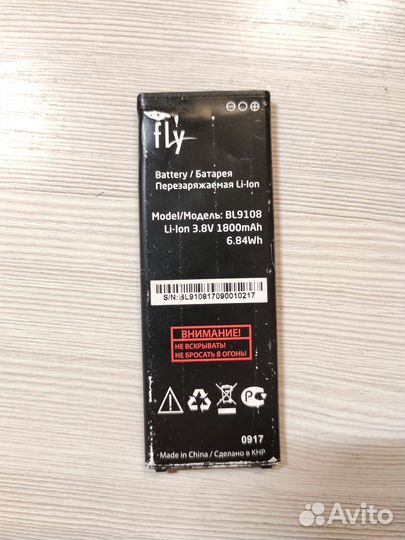 fly
Battery / Батарея
Перезаряжаемая Li-Ion
Model/Модель: BL9108
Li-Ion 3.8V 1800mAh
6.84Wh
S/N:BL910817090010217
ВНИМАНИЕ!
НЕ ВСКРЫВАТЬ!
НЕ БРОСАТЬ В ОГОНЬ!
0917
Made in China / Сделано в КНР
Avito